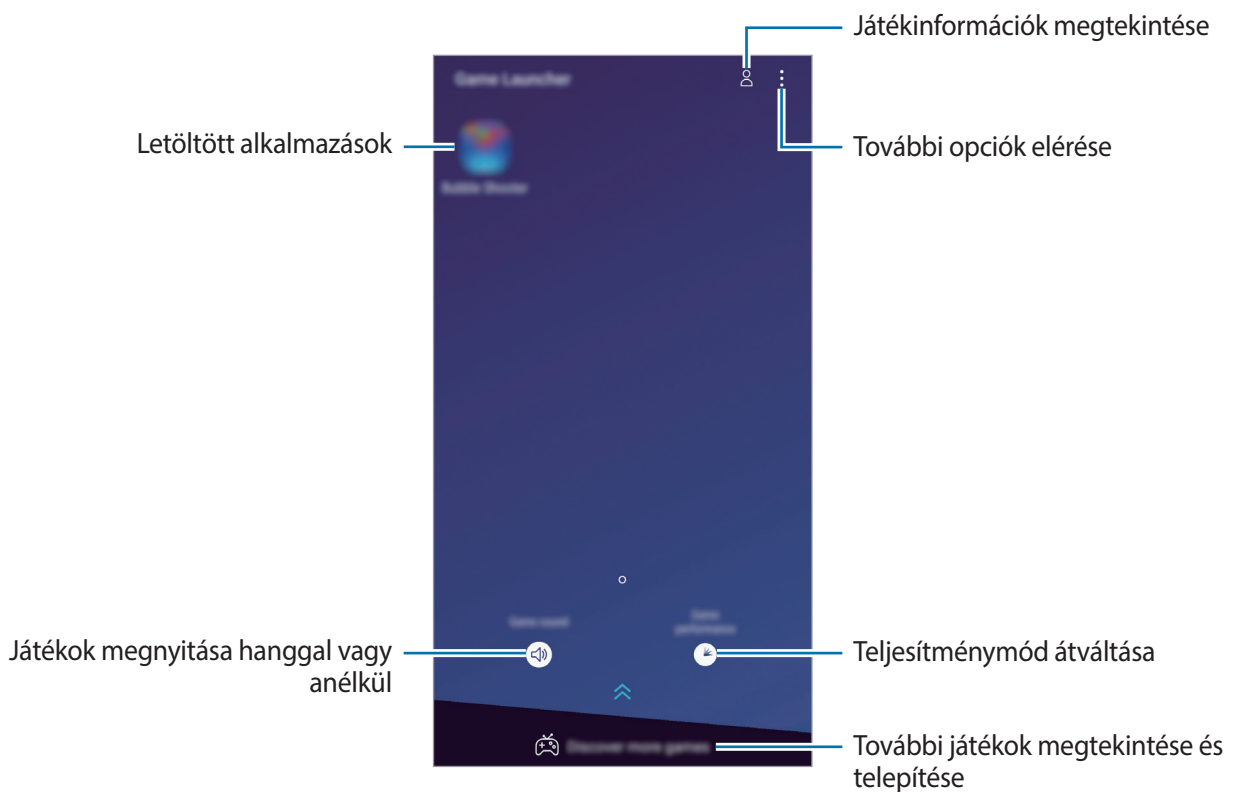 Játékinformációk megtekintése
Game Launcher
Letöltött alkalmazások
További opciók elérése
Bubble Shooter
Game sound
Game
performance
Játékok megnyitása hanggal vagy
anélkül
Teljesítménymód átváltása
Discover more games
További játékok megtekintése és
telepítése